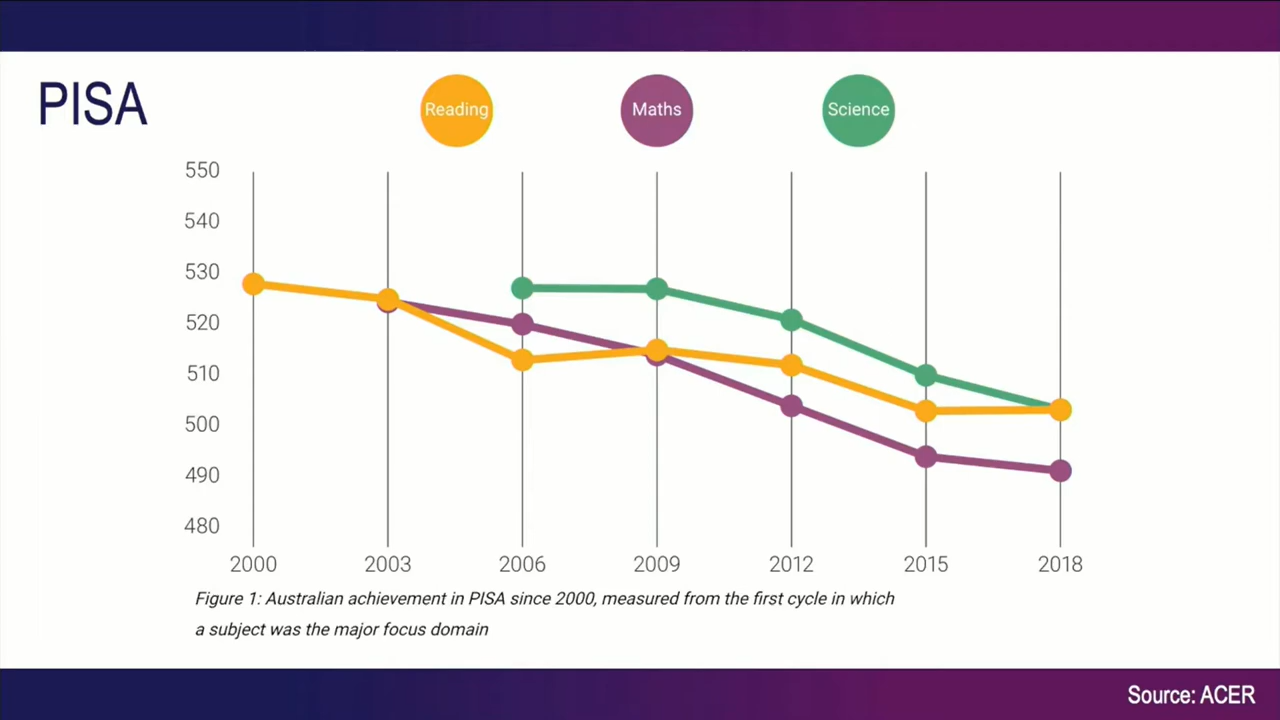 PISA
Reading
Maths
Science
550
540
530
520
510
500
490
480
2000 2003 2006 2009 2012 2015 2018
Figure 1: Australian achievement in PISA since 2000, measured from the first cycle in which
a subject was the major focus domain
Source: ACER